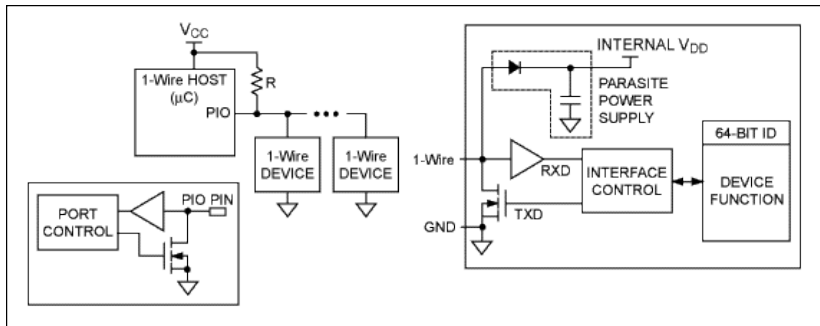 VCC
1-Wire HOST
(µC)
R
PIO
1-Wire
DEVICE
1-Wire
DEVICE
PORT
CONTROL
PIO PIN
INTERNAL VDD
PARASITE
POWER
SUPPLY
1-Wire
RXD
TXD
GND
INTERFACE
CONTROL
64-BIT ID
DEVICE
FUNCTION